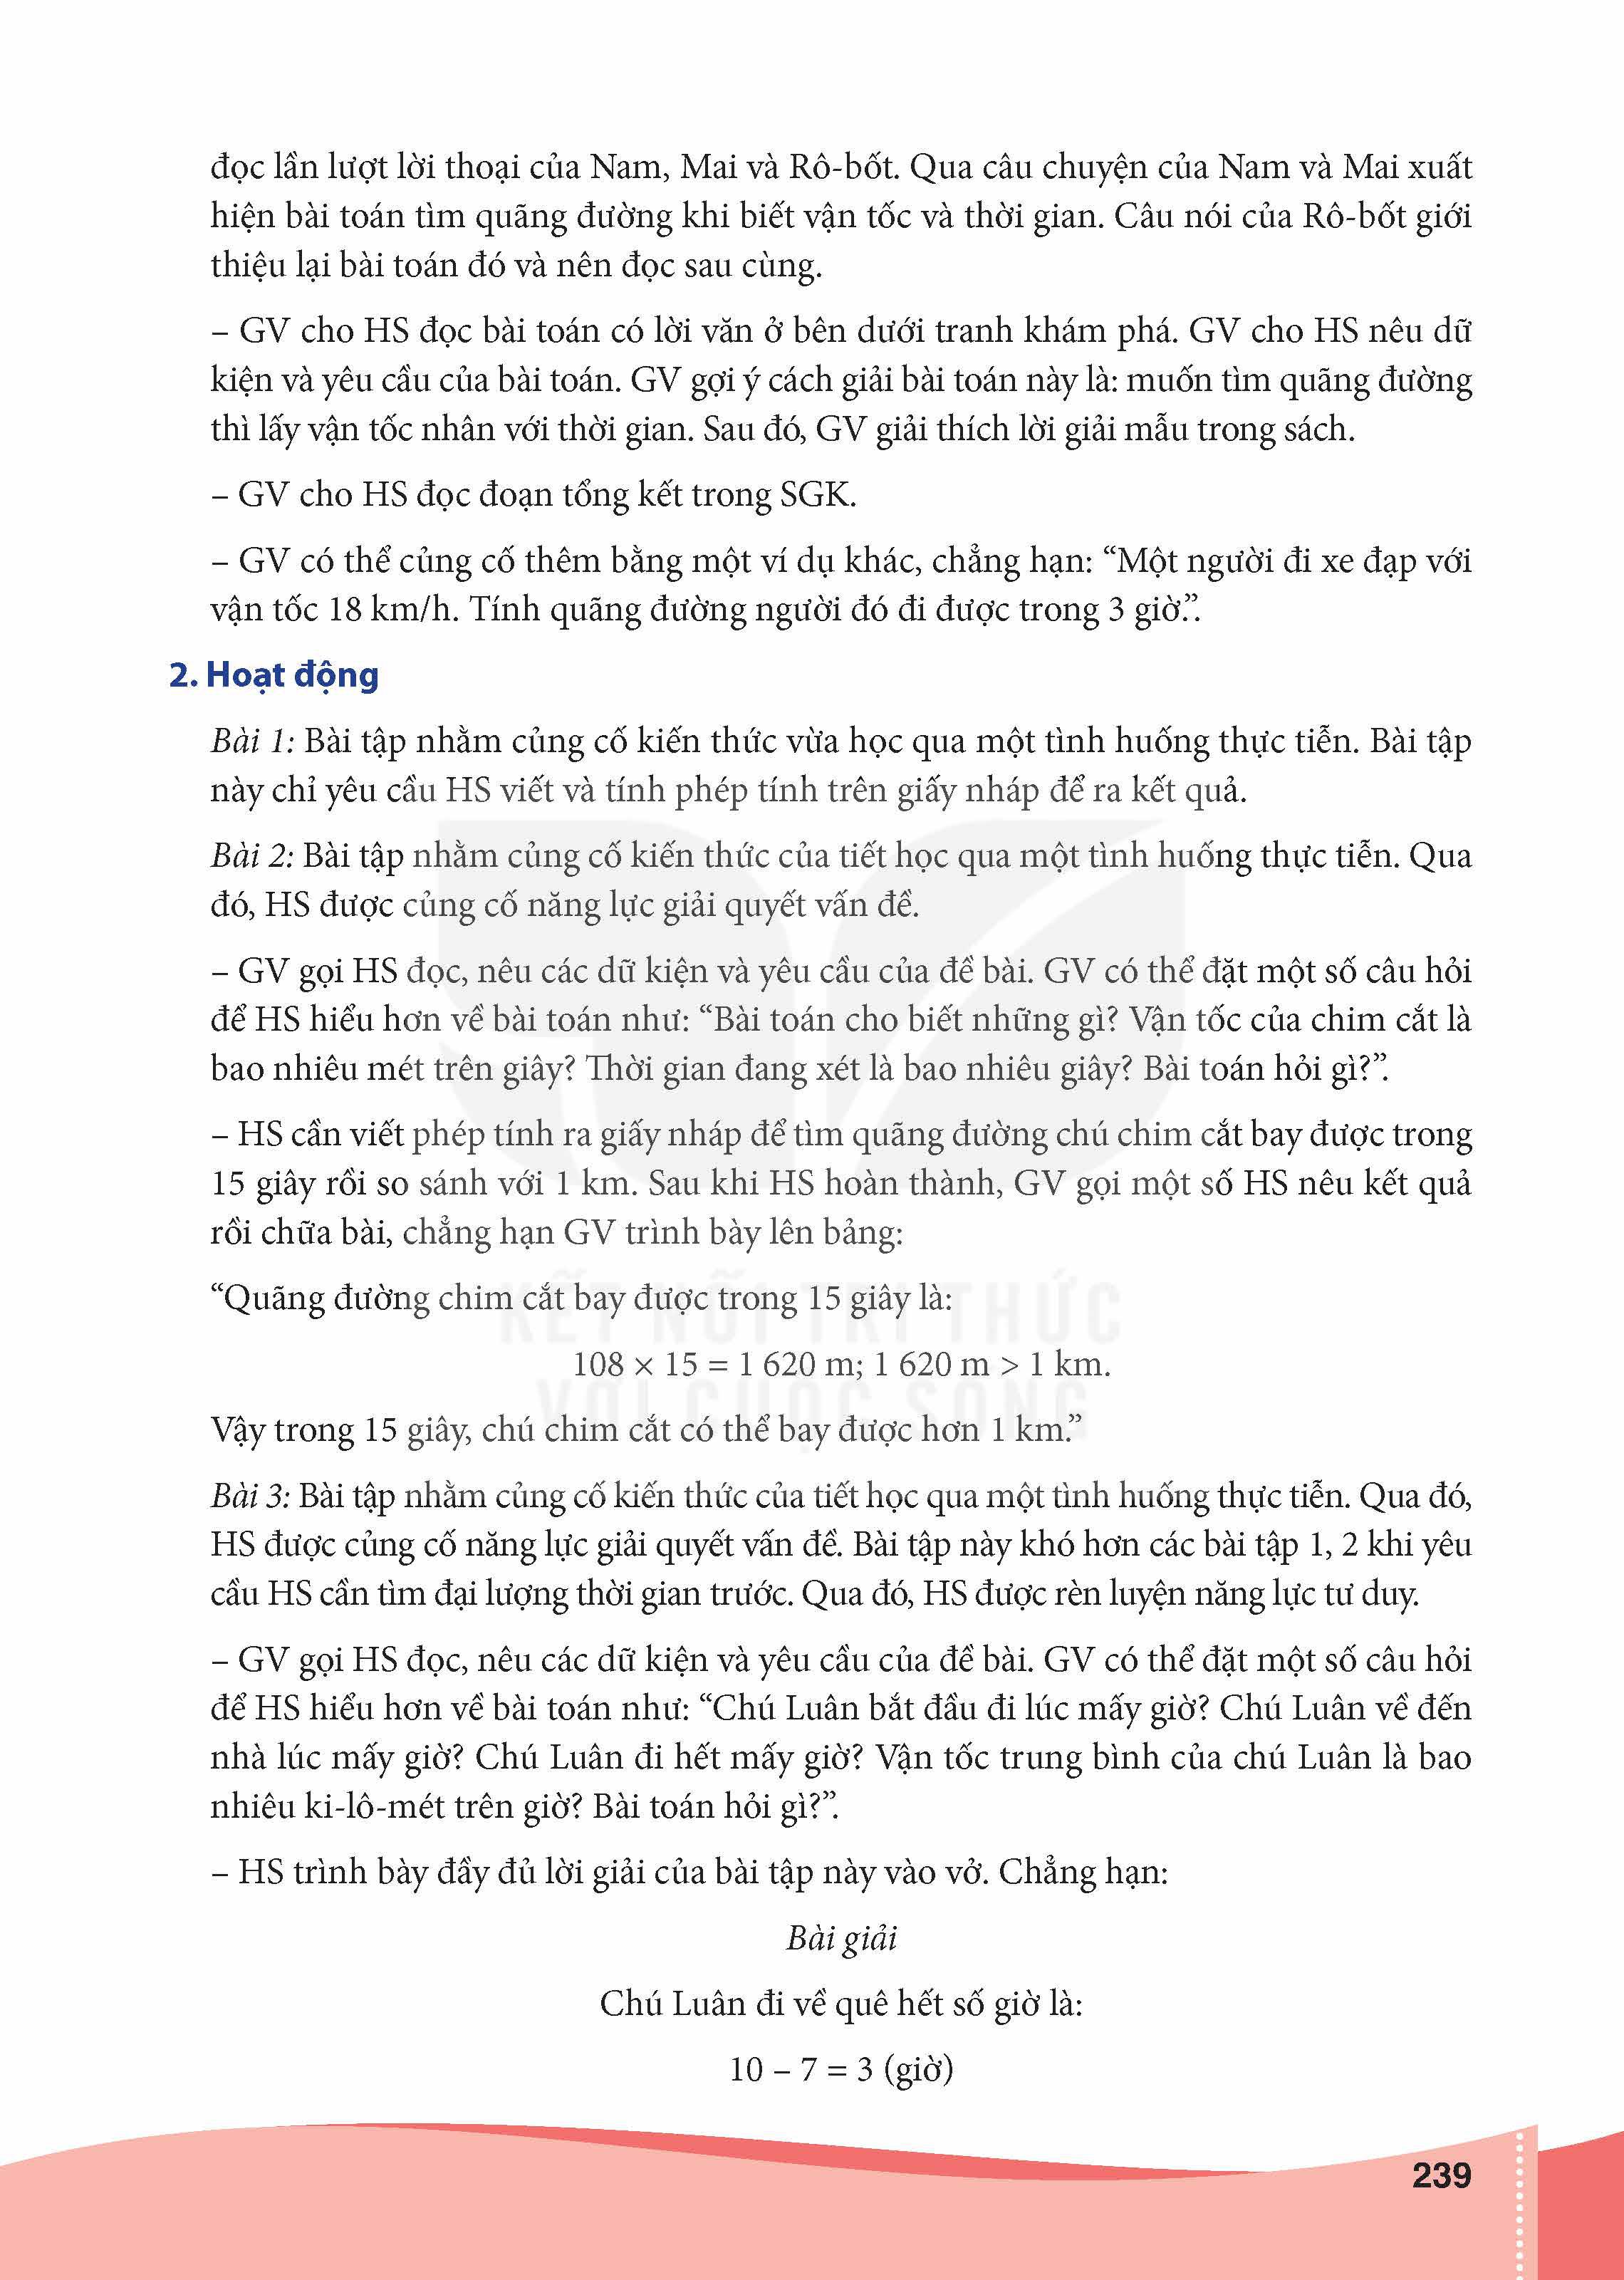 đọc lần lượt lời thoại của Nam, Mai và Rô-bốt. Qua câu chuyện của Nam và Mai xuất
hiện bài toán tìm quãng đường khi biết vận tốc và thời gian. Câu nói của Rô-bốt giới
thiệu lại bài toán đó và nên đọc sau cùng.
– GV cho HS đọc bài toán có lời văn ở bên dưới tranh khám phá. GV cho HS nêu dữ
kiện và yêu cầu của bài toán. GV gợi ý cách giải bài toán này là: muốn tìm quãng đường
thì lấy vận tốc nhân với thời gian. Sau đó, GV giải thích lời giải mẫu trong sách.
– GV cho HS đọc đoạn tổng kết trong SGK.
– GV có thể củng cố thêm bằng một ví dụ khác, chẳng hạn: “Một người đi xe đạp với
vận tốc 18 km/h. Tính quãng đường người đó đi được trong 3 giờ.”.
2. Hoạt động
Bài 1: Bài tập nhằm củng cố kiến thức vừa học qua một tình huống thực tiễn. Bài tập
này chỉ yêu cầu HS viết và tính phép tính trên giấy nháp để ra kết quả.
Bài 2: Bài tập nhằm củng cố kiến thức của tiết học qua một tình huống thực tiễn. Qua
đó, HS được củng cố năng lực giải quyết vấn đề.
– GV gọi HS đọc, nêu các dữ kiện và yêu cầu của đề bài. GV có thể đặt một số câu hỏi
để HS hiểu hơn về bài toán như: “Bài toán cho biết những gì? Vận tốc của chim cắt là
bao nhiêu mét trên giây? Thời gian đang xét là bao nhiêu giây? Bài toán hỏi gì?”.
– HS cần viết phép tính ra giấy nháp để tìm quãng đường chú chim cắt bay được trong
15 giây rồi so sánh với 1 km. Sau khi HS hoàn thành, GV gọi một số HS nêu kết quả
rồi chữa bài, chẳng hạn GV trình bày lên bảng:
“Quãng đường chim cắt bay được trong 15 giây là:
KẾT NỐI TRI THỨC
108 × 15 = 1 620 m; 1 620 m > 1 km.
VỚI CUỘC SỐNG
Vậy trong 15 giây, chú chim cắt có thể bay được hơn 1 km.”
Bài 3: Bài tập nhằm củng cố kiến thức của tiết học qua một tình huống thực tiễn. Qua đó,
HS được củng cố năng lực giải quyết vấn đề. Bài tập này khó hơn các bài tập 1, 2 khi yêu
cầu HS cần tìm đại lượng thời gian trước. Qua đó, HS được rèn luyện năng lực tư duy.
– GV gọi HS đọc, nêu các dữ kiện và yêu cầu của đề bài. GV có thể đặt một số câu hỏi
để HS hiểu hơn về bài toán như: “Chú Luân bắt đầu đi lúc mấy giờ? Chú Luân về đến
nhà lúc mấy giờ? Chú Luân đi hết mấy giờ? Vận tốc trung bình của chú Luân là bao
nhiêu ki-lô-mét trên giờ? Bài toán hỏi gì?”.
– HS trình bày đầy đủ lời giải của bài tập này vào vở. Chẳng hạn:
Bài giải
Chú Luân đi về quê hết số giờ là:
10 – 7 = 3 (giờ)
239